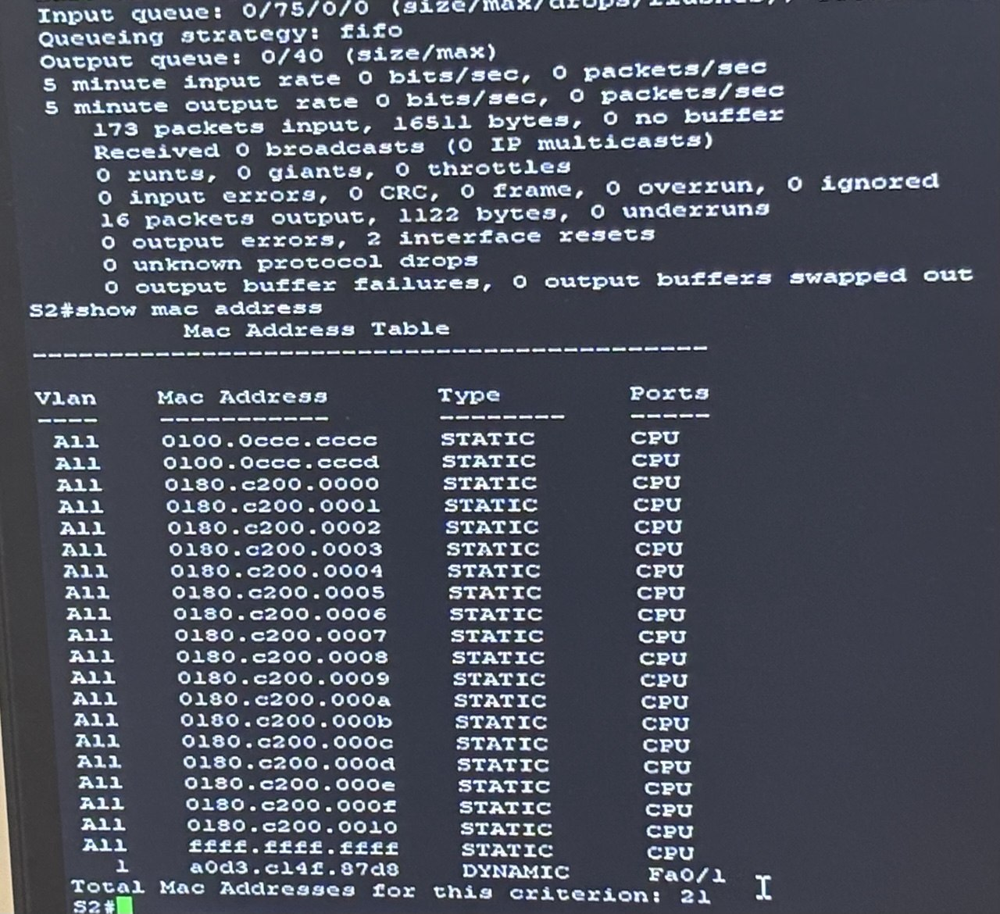 Input queue: 0/75/0/0 (size/max/drops/flushes);
Queueing strategy: fifo
Output queue: 0/40 (size/max)
5 minute input rate 0 bits/sec, 0 packets/sec
5 minute output rate 0 bits/sec, 0 packets/sec
173 packets input, 16511 bytes, 0 no buffer
Received 0 broadcasts (0 IP multicasts)
0 runts, 0 giants, 0 throttles
0 input errors, 0 CRC, 0 frame, 0 overrun, 0 ignored
16 packets output, 1122 bytes, 0 underruns
0 output errors, 2 interface resets
0 unknown protocol drops
0 output buffer failures, 0 output buffers swapped out
S2#show mac address
Mac Address Table
-------------------------------------------
Vlan Mac Address Type Ports
---- ----------- -------- -----
All 0100.0ccc.cccc STATIC CPU
All 0100.0ccc.cccd STATIC CPU
All 0180.c200.0000 STATIC CPU
All 0180.c200.0001 STATIC CPU
All 0180.c200.0002 STATIC CPU
All 0180.c200.0003 STATIC CPU
All 0180.c200.0004 STATIC CPU
All 0180.c200.0005 STATIC CPU
All 0180.c200.0006 STATIC CPU
All 0180.c200.0007 STATIC CPU
All 0180.c200.0008 STATIC CPU
All 0180.c200.0009 STATIC CPU
All 0180.c200.000a STATIC CPU
All 0180.c200.000b STATIC CPU
All 0180.c200.000c STATIC CPU
All 0180.c200.000d STATIC CPU
All 0180.c200.000e STATIC CPU
All 0180.c200.000f STATIC CPU
All 0180.c200.0010 STATIC CPU
All ffff.ffff.ffff STATIC CPU
1 a0d3.c14f.87d8 DYNAMIC Fa0/1
Total Mac Addresses for this criterion: 21
S2#